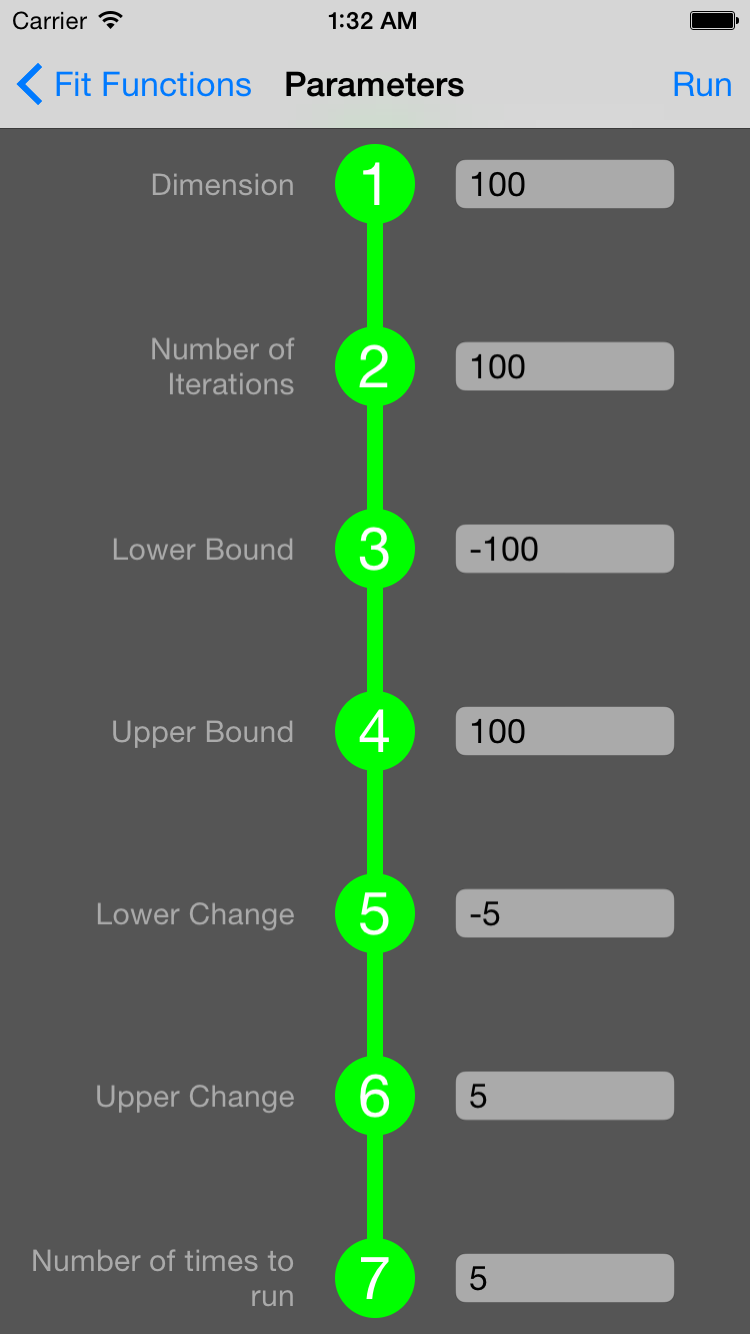 Carrier 1:32 AM
Fit Functions Parameters Run
Dimension 1 100
Number of
Iterations 2 100
Lower Bound 3 -100
Upper Bound 4 100
Lower Change 5 -5
Upper Change 6 5
Number of times to
run 7 5